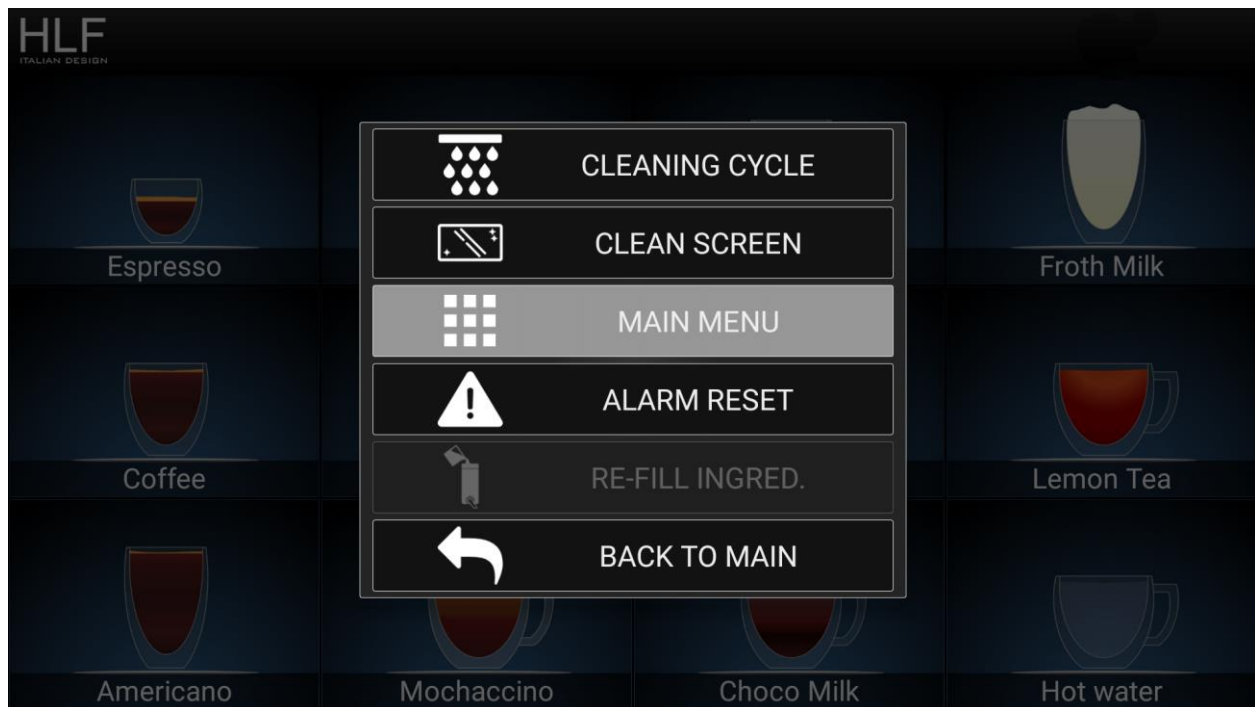 HLF
ITALIAN DESIGN
CLEANING CYCLE
CLEAN SCREEN
MAIN MENU
ALARM RESET
RE-FILL INGRED.
BACK TO MAIN
Espresso
Froth Milk
Coffee
Lemon Tea
Americano
Mochaccino
Choco Milk
Hot water